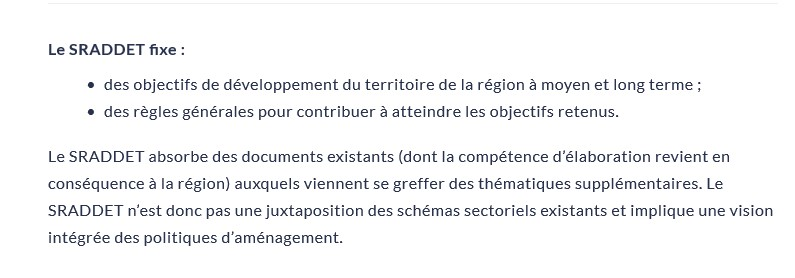 Le SRADDET fixe :
• des objectifs de développement du territoire de la région à moyen et long terme ;
• des règles générales pour contribuer à atteindre les objectifs retenus.
Le SRADDET absorbe des documents existants (dont la compétence d’élaboration revient en
conséquence à la région) auxquels viennent se greffer des thématiques supplémentaires. Le
SRADDET n’est donc pas une juxtaposition des schémas sectoriels existants et implique une vision
intégrée des politiques d’aménagement.